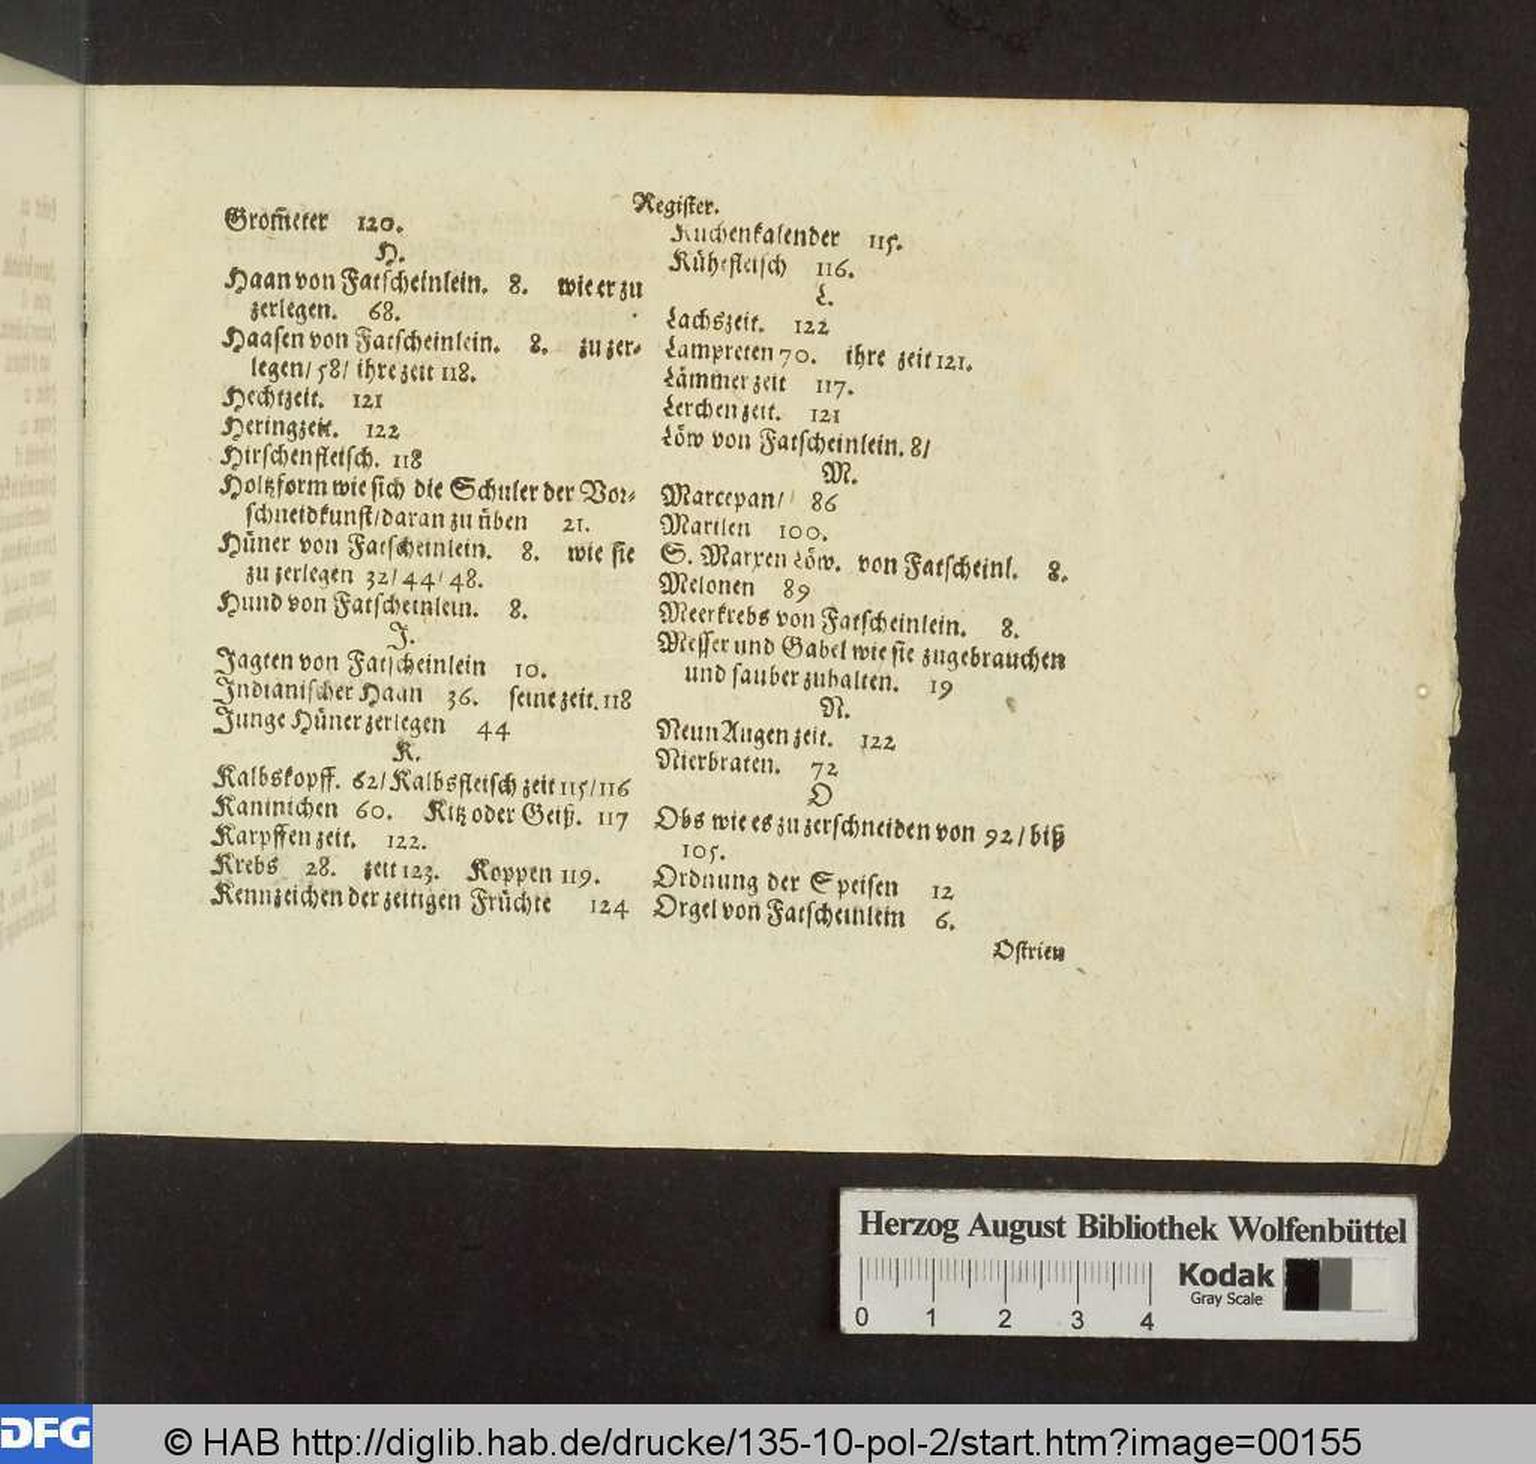 Register.
Grom̃eter 120.
H.
Haan von Fatscheinlein. 8. wie er zu
zerlegen. 68.
Haasen von Fatscheinlein. 8. zu zer-
legen/ 58/ ihre zeit 118.
Hechtzeit. 121
Heringzeit. 122
Hirschenfleisch. 118
Holtzform wie sich die Schuler der Vor-
schneidkunst/daran zu üben 21.
Hüner von Fatscheinlein. 8. wie sie
zu zerlegen 32/44/48.
Hund von Fatscheinlein. 8.
J.
Jagten von Fatscheinlein 10.
Indianischer Haan 36. seine zeit. 118
Junge Hüner zerlegen 44
K.
Kalbskopff. 62/ Kalbsfleisch zeit 115/116
Kaninichen 60. Kitz oder Geiß. 117
Karpffen zeit. 122.
Krebs 28. zeit 123. Koppen 119.
Kennzeichen der zeitigen Früchte 124
Kuchenkalender 115.
Kühefleisch 116.
L.
Lachszeit. 122
Lampreten 70. ihre zeit 121.
Lämmer zeit 117.
Lerchen zeit. 121
Löw von Fatscheinlein. 8/
M.
Marcepan/ 86
Marilen 100.
S. Marxen Löw. von Fatscheinl. 8.
Melonen 89
Meerkrebs von Fatscheinlein. 8.
Messer und Gabel wie sie zugebrauchen
und sauber zuhalten. 19
N.
Neun Augen zeit. 122
Nierbraten. 72
O
Obs wie es zu zerschneiden von 92/ biß
105.
Ordnung der Speisen 12
Orgel von Fatscheinlein 6.
Ostrien
Herzog August Bibliothek Wolfenbüttel
Kodak
Gray Scale
0 1 2 3 4
DFG
© HAB http://diglib.hab.de/drucke/135-10-pol-2/start.htm?image=00155